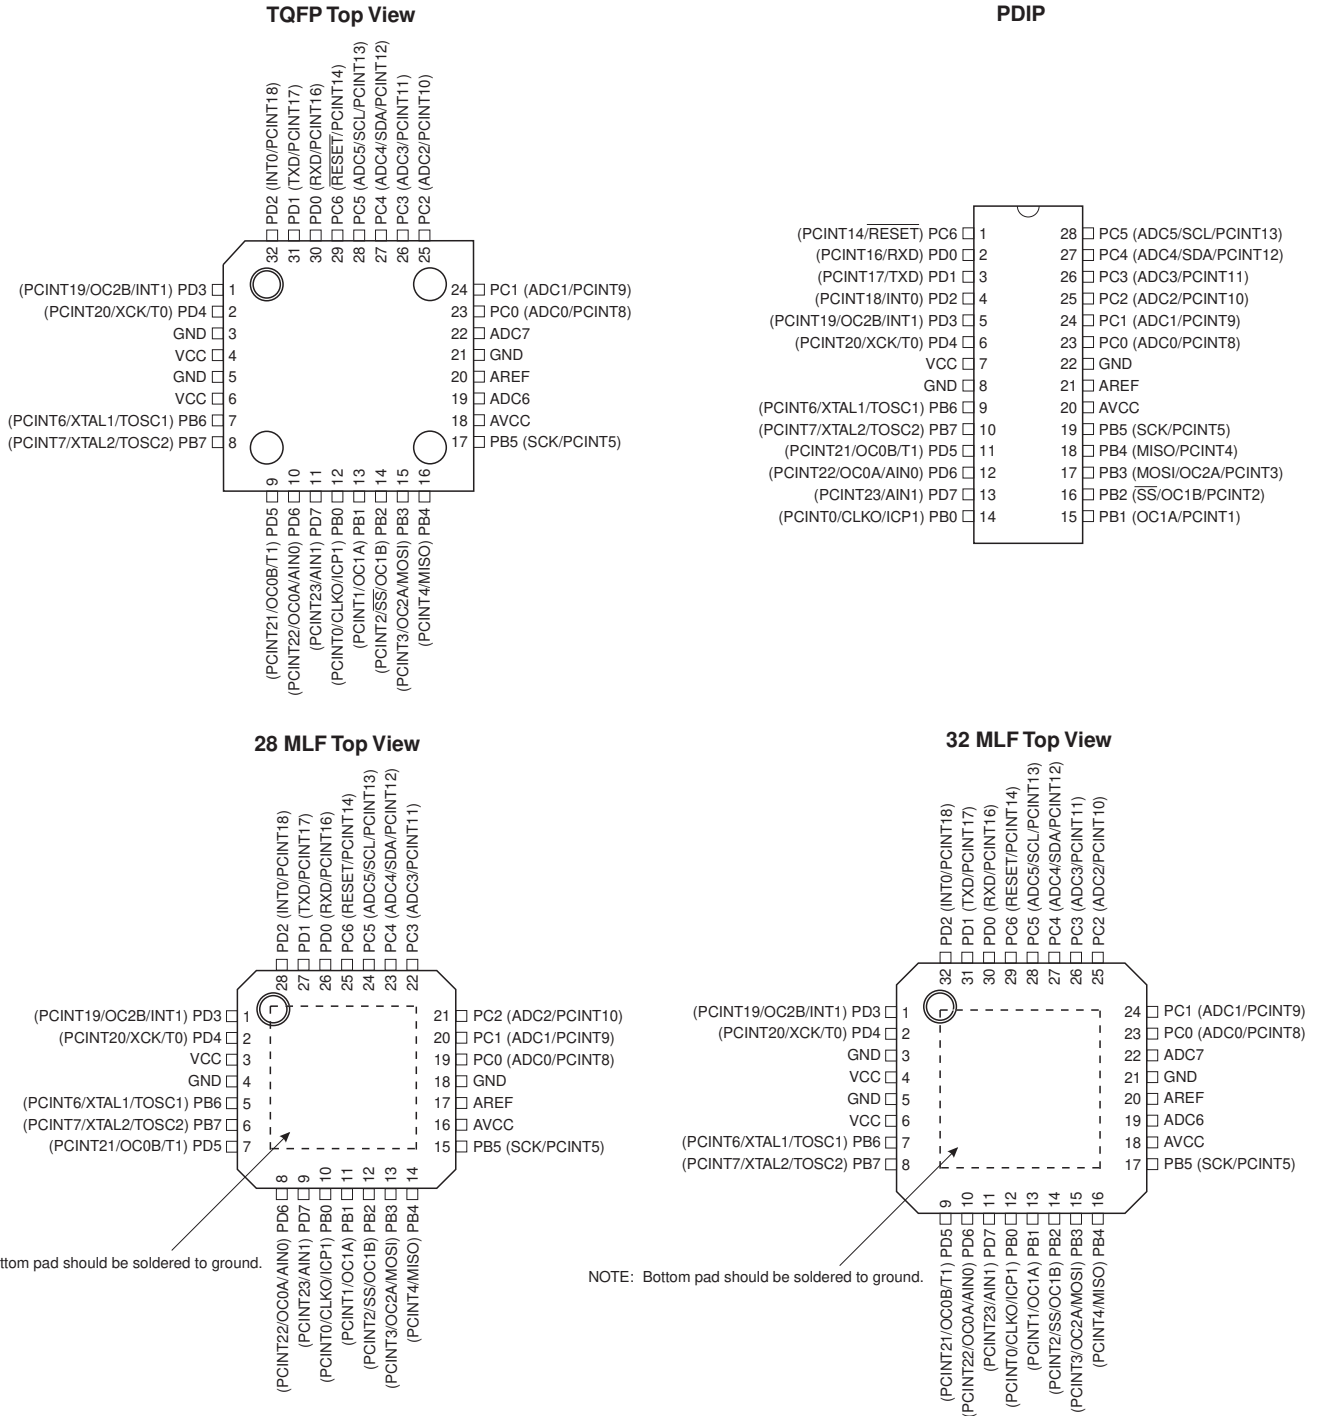 TQFP Top View
32 PD2 (INT0/PCINT18)
31 PD1 (TXD/PCINT17)
30 PD0 (RXD/PCINT16)
29 PC6 (RESET/PCINT14)
28 PC5 (ADC5/SCL/PCINT13)
27 PC4 (ADC4/SDA/PCINT12)
26 PC3 (ADC3/PCINT11)
25 PC2 (ADC2/PCINT10)
(PCINT19/OC2B/INT1) PD3 1
(PCINT20/XCK/T0) PD4 2
GND 3
VCC 4
GND 5
VCC 6
(PCINT6/XTAL1/TOSC1) PB6 7
(PCINT7/XTAL2/TOSC2) PB7 8
24 PC1 (ADC1/PCINT9)
23 PC0 (ADC0/PCINT8)
22 ADC7
21 GND
20 AREF
19 ADC6
18 AVCC
17 PB5 (SCK/PCINT5)
(PCINT21/OC0B/T1) PD5 9
(PCINT22/OC0A/AIN0) PD6 10
(PCINT23/AIN1) PD7 11
(PCINT0/CLKO/ICP1) PB0 12
(PCINT1/OC1A) PB1 13
(PCINT2/SS/OC1B) PB2 14
(PCINT3/OC2A/MOSI) PB3 15
(PCINT4/MISO) PB4 16
PDIP
(PCINT14/RESET) PC6 1
(PCINT16/RXD) PD0 2
(PCINT17/TXD) PD1 3
(PCINT18/INT0) PD2 4
(PCINT19/OC2B/INT1) PD3 5
(PCINT20/XCK/T0) PD4 6
VCC 7
GND 8
(PCINT6/XTAL1/TOSC1) PB6 9
(PCINT7/XTAL2/TOSC2) PB7 10
(PCINT21/OC0B/T1) PD5 11
(PCINT22/OC0A/AIN0) PD6 12
(PCINT23/AIN1) PD7 13
(PCINT0/CLKO/ICP1) PB0 14
28 PC5 (ADC5/SCL/PCINT13)
27 PC4 (ADC4/SDA/PCINT12)
26 PC3 (ADC3/PCINT11)
25 PC2 (ADC2/PCINT10)
24 PC1 (ADC1/PCINT9)
23 PC0 (ADC0/PCINT8)
22 GND
21 AREF
20 AVCC
19 PB5 (SCK/PCINT5)
18 PB4 (MISO/PCINT4)
17 PB3 (MOSI/OC2A/PCINT3)
16 PB2 (SS/OC1B/PCINT2)
15 PB1 (OC1A/PCINT1)
28 MLF Top View
28 PD2 (INT0/PCINT18)
27 PD1 (TXD/PCINT17)
26 PD0 (RXD/PCINT16)
25 PC6 (RESET/PCINT14)
24 PC5 (ADC5/SCL/PCINT13)
23 PC4 (ADC4/SDA/PCINT12)
22 PC3 (ADC3/PCINT11)
(PCINT19/OC2B/INT1) PD3 1
(PCINT20/XCK/T0) PD4 2
VCC 3
GND 4
(PCINT6/XTAL1/TOSC1) PB6 5
(PCINT7/XTAL2/TOSC2) PB7 6
(PCINT21/OC0B/T1) PD5 7
21 PC2 (ADC2/PCINT10)
20 PC1 (ADC1/PCINT9)
19 PC0 (ADC0/PCINT8)
18 GND
17 AREF
16 AVCC
15 PB5 (SCK/PCINT5)
(PCINT22/OC0A/AIN0) PD6 8
(PCINT23/AIN1) PD7 9
(PCINT0/CLKO/ICP1) PB0 10
(PCINT1/OC1A) PB1 11
(PCINT2/SS/OC1B) PB2 12
(PCINT3/OC2A/MOSI) PB3 13
(PCINT4/MISO) PB4 14
ttom pad should be soldered to ground.
32 MLF Top View
32 PD2 (INT0/PCINT18)
31 PD1 (TXD/PCINT17)
30 PD0 (RXD/PCINT16)
29 PC6 (RESET/PCINT14)
28 PC5 (ADC5/SCL/PCINT13)
27 PC4 (ADC4/SDA/PCINT12)
26 PC3 (ADC3/PCINT11)
25 PC2 (ADC2/PCINT10)
(PCINT19/OC2B/INT1) PD3 1
(PCINT20/XCK/T0) PD4 2
GND 3
VCC 4
GND 5
VCC 6
(PCINT6/XTAL1/TOSC1) PB6 7
(PCINT7/XTAL2/TOSC2) PB7 8
24 PC1 (ADC1/PCINT9)
23 PC0 (ADC0/PCINT8)
22 ADC7
21 GND
20 AREF
19 ADC6
18 AVCC
17 PB5 (SCK/PCINT5)
(PCINT21/OC0B/T1) PD5 9
(PCINT22/OC0A/AIN0) PD6 10
(PCINT23/AIN1) PD7 11
(PCINT0/CLKO/ICP1) PB0 12
(PCINT1/OC1A) PB1 13
(PCINT2/SS/OC1B) PB2 14
(PCINT3/OC2A/MOSI) PB3 15
(PCINT4/MISO) PB4 16
NOTE: Bottom pad should be soldered to ground.